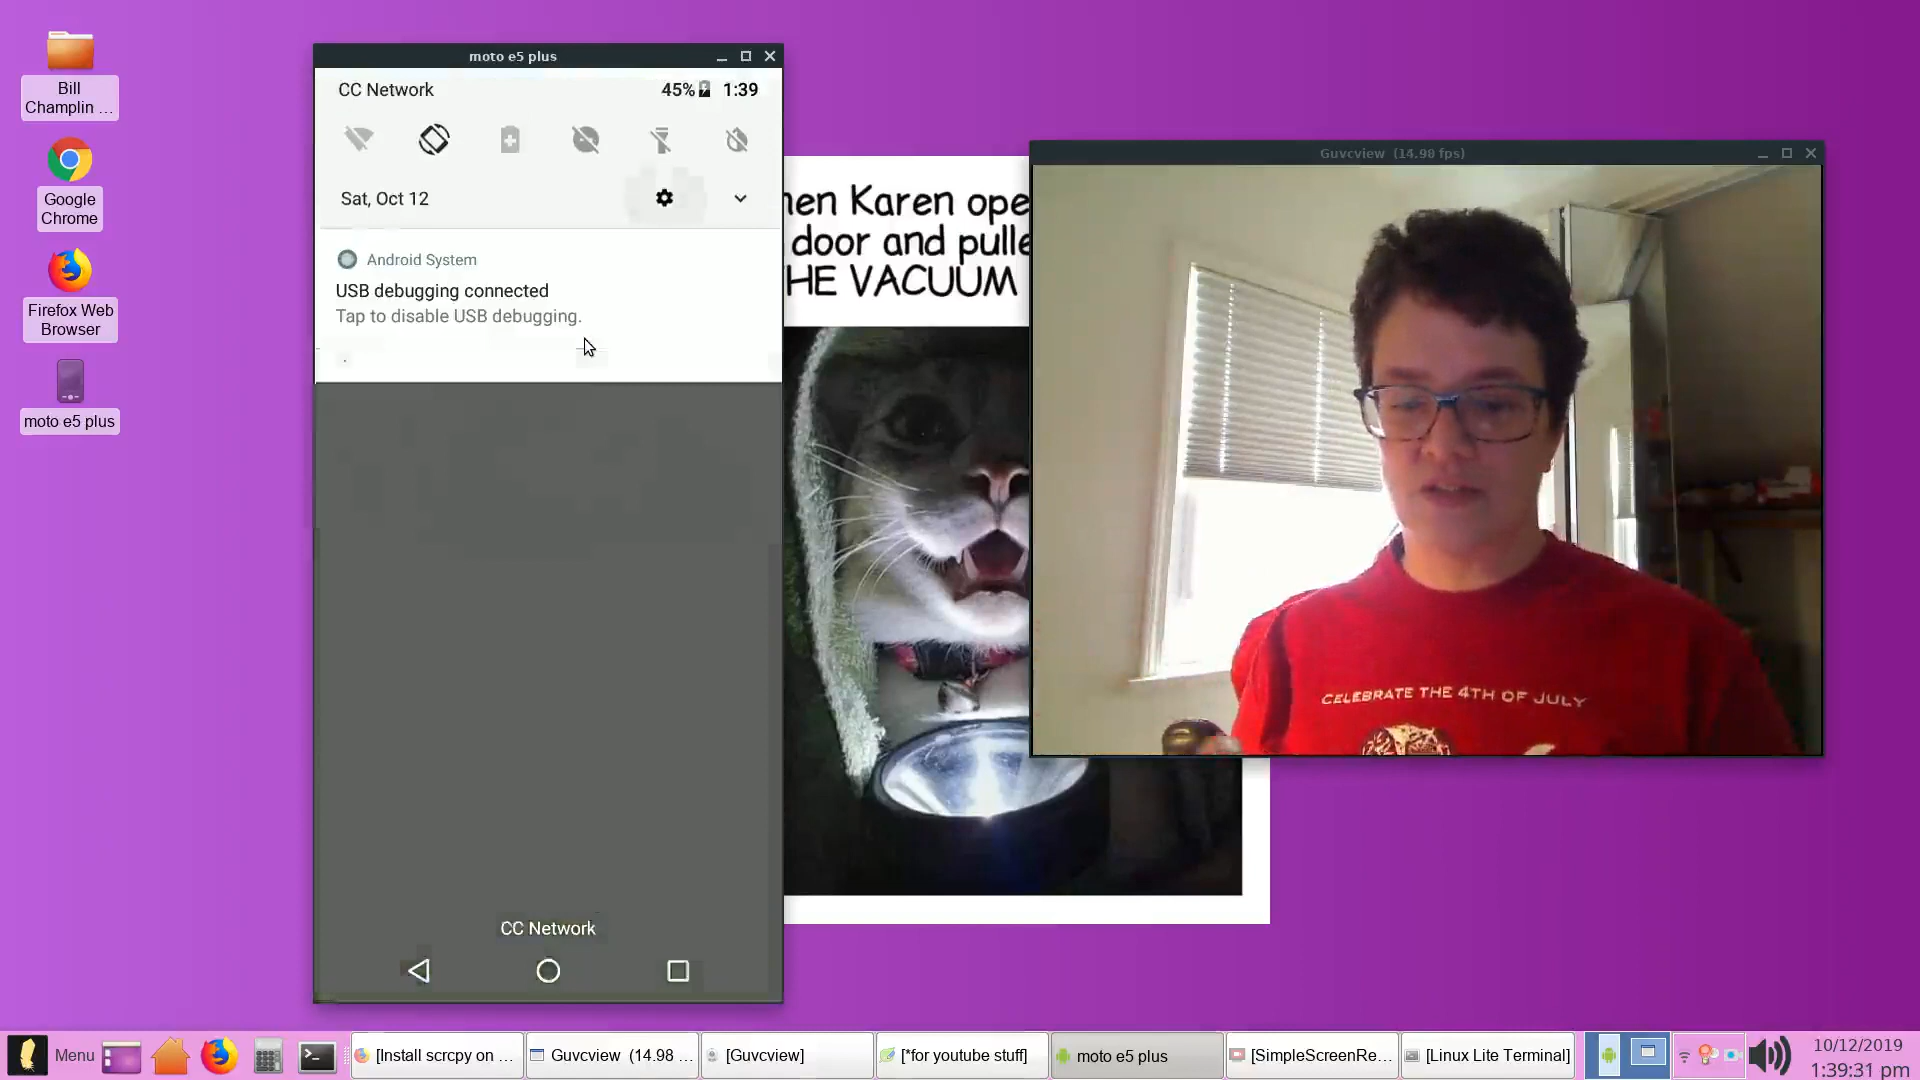 Bill
Champlin ...
Google
Chrome
Firefox Web
Browser
moto e5 plus
moto e5 plus
CC Network
45%
1:39
Sat, Oct 12
Android System
USB debugging connected
Tap to disable USB debugging.
CC Network
hen Karen ope
door and pulle
HE VACUUM
Guvcview (14.90 fps)
CELEBRATE THE 4TH OF JULY
Menu
[Install scrcpy on ...
Guvcview (14.98 ...
[Guvcview]
[*for youtube stuff]
moto e5 plus
[SimpleScreenRe...
[Linux Lite Terminal]
10/12/2019
1:39:31 pm